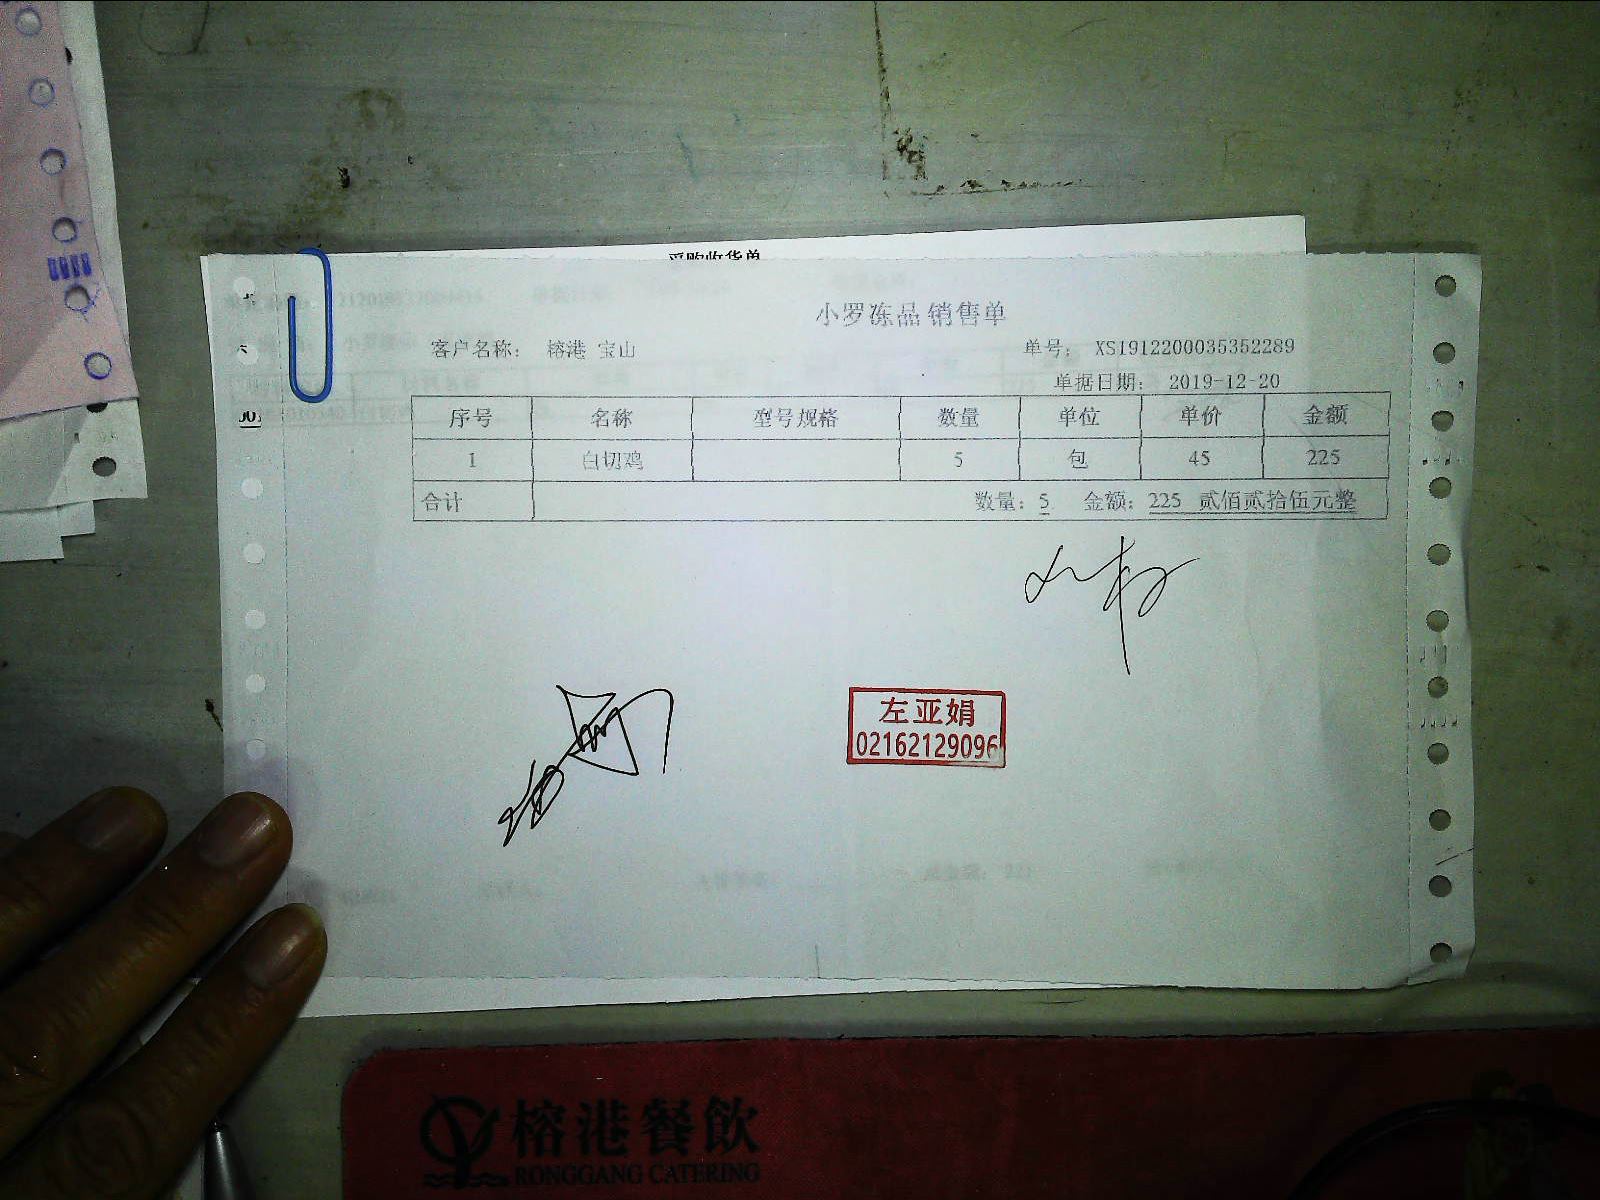 小罗冻品 销售单
客户名称： 榕港 宝山
单号： XS1912200035352289
单据日期： 2019-12-20
序号 名称 型号规格 数量 单位 单价 金额
1 白切鸡 5 包 45 225
合计 数量：5 金额：225 贰佰贰拾伍元整
左亚娟
02162129096
榕港餐飲
RONGGANG CATERING